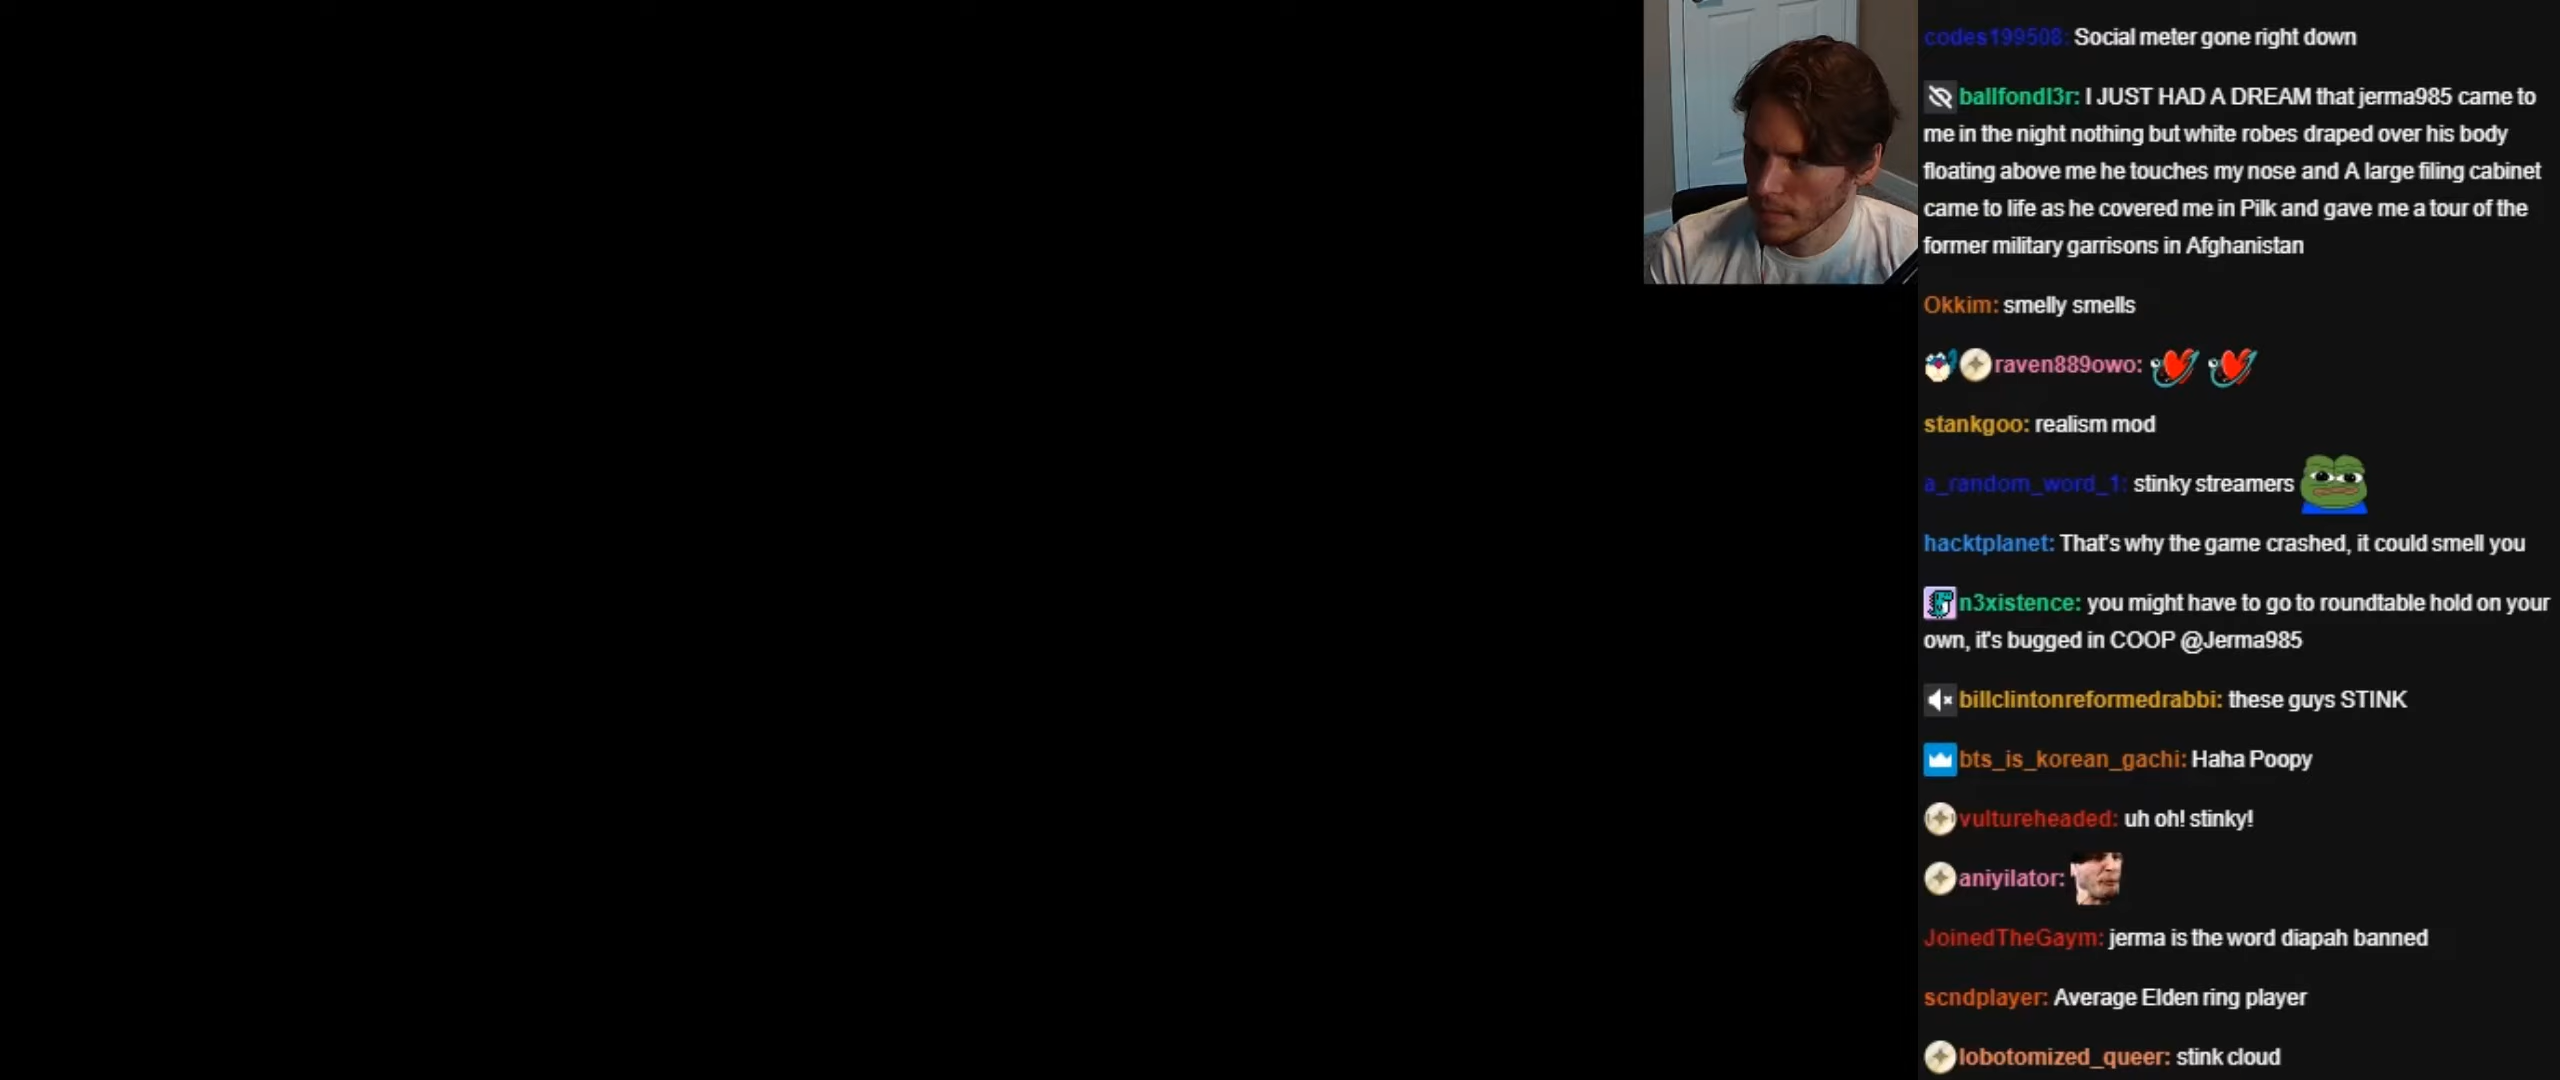 codes199508: Social meter gone right down
ballfondl3r: I JUST HAD A DREAM that jerma985 came to
me in the night nothing but white robes draped over his body
floating above me he touches my nose and A large filing cabinet
came to life as he covered me in Pilk and gave me a tour of the
former military garrisons in Afghanistan
Okkim: smelly smells
raven889owo:
stankgoo: realism mod
a_random_word_1: stinky streamers
hacktplanet: That's why the game crashed, it could smell you
n3xistence: you might have to go to roundtable hold on your
own, it's bugged in COOP @Jerma985
billclintonreformedrabbi: these guys STINK
bts_is_korean_gachi: Haha Poopy
vultureheaded: uh oh! stinky!
aniyilator:
JoinedTheGaym: jerma is the word diapah banned
scndplayer: Average Elden ring player
lobotomized_queer: stink cloud